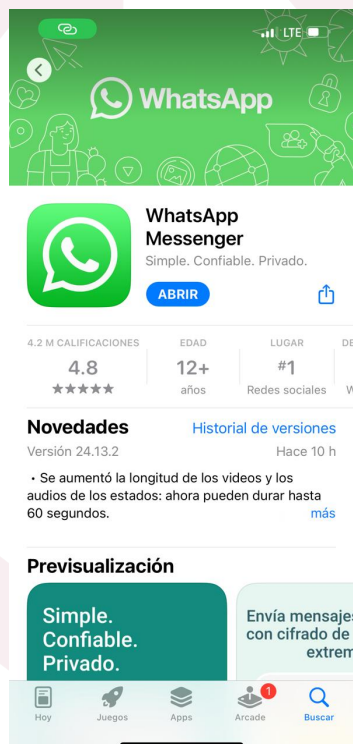 LTE
WhatsApp
WhatsApp
Messenger
Simple. Confiable. Privado.
ABRIR
4.2 M CALIFICACIONES
4.8
EDAD
12+
años
LUGAR
#1
Redes sociales
DE
W
Novedades
Historial de versiones
Versión 24.13.2
Hace 10 h
• Se aumentó la longitud de los videos y los
audios de los estados: ahora pueden durar hasta
60 segundos.
más
Previsualización
Simple.
Confiable.
Privado.
Envía mensajes
con cifrado de
extrem
Hoy
Juegos
Apps
1
Arcade
Buscar